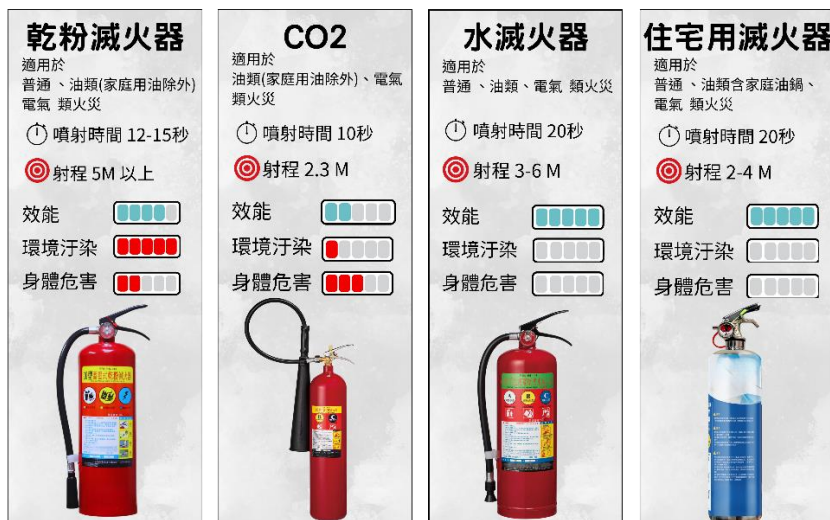 乾粉滅火器
適用於
普通、油類(家庭用油除外)
電氣 類火災
噴射時間 12-15秒
射程 5M 以上
效能
環境汙染
身體危害
CO2
適用於
油類(家庭用油除外)、電氣
類火災
噴射時間 10秒
射程 2.3 M
效能
環境汙染
身體危害
水滅火器
適用於
普通、油類、電氣 類火災
噴射時間 20秒
射程 3-6 M
效能
環境汙染
身體危害
住宅用滅火器
適用於
普通、油類含家庭油鍋、
電氣 類火災
噴射時間 20秒
射程 2-4 M
效能
環境汙染
身體危害